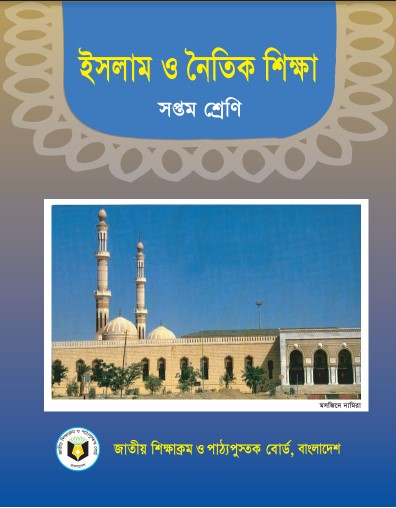 ইসলাম ও নৈতিক শিক্ষা
সপ্তম শ্রেণি
মসজিদে নামিরা
জাতীয় শিক্ষাক্রম ও পাঠ্যপুস্তক বোর্ড, বাংলাদেশ